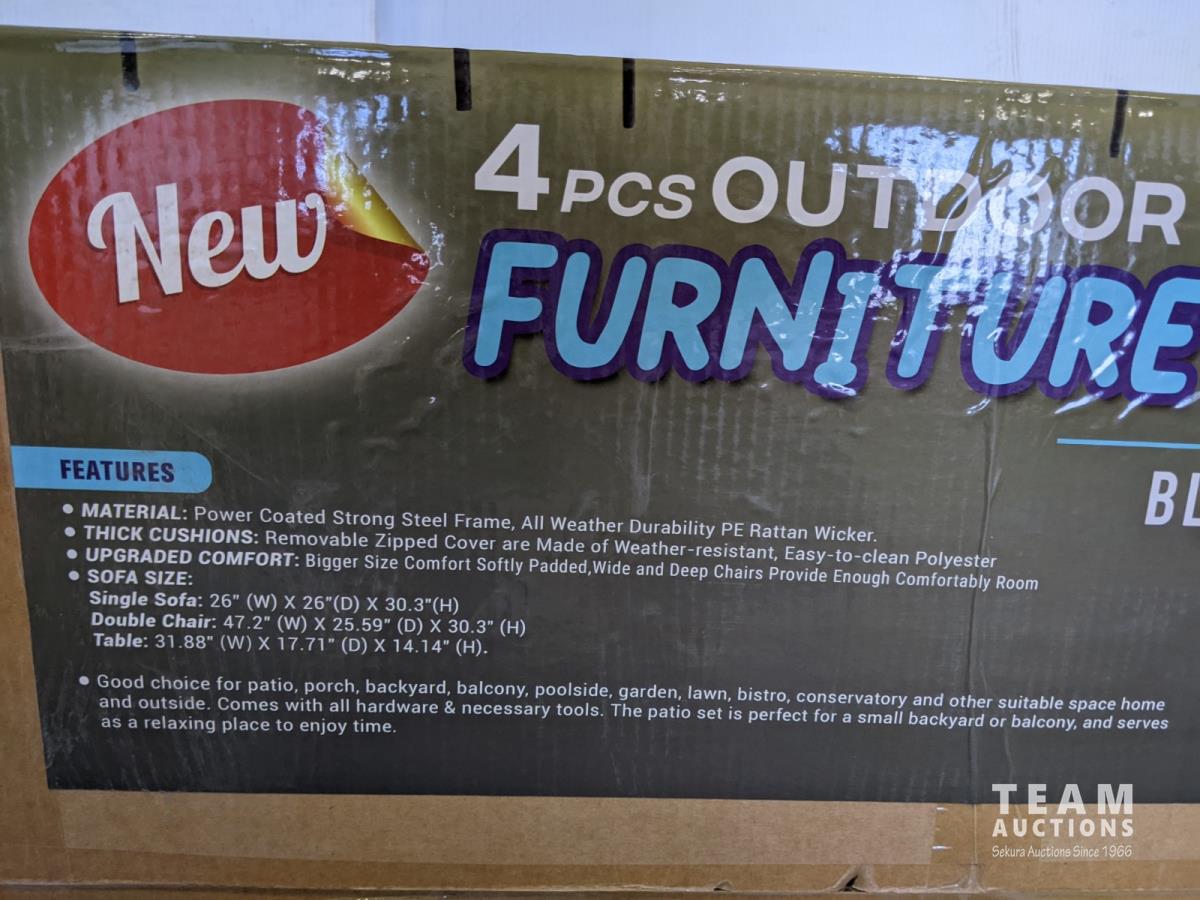 New
4 PCS OUTDOOR
FURNITURE
BL
FEATURES
• MATERIAL: Power Coated Strong Steel Frame, All Weather Durability PE Rattan Wicker.
• THICK CUSHIONS: Removable Zipped Cover are Made of Weather-resistant, Easy-to-clean Polyester
• UPGRADED COMFORT: Bigger Size Comfort Softly Padded,Wide and Deep Chairs Provide Enough Comfortably Room
• SOFA SIZE:
Single Sofa: 26" (W) X 26"(D) X 30.3"(H)
Double Chair: 47.2" (W) X 25.59" (D) X 30.3" (H)
Table: 31.88" (W) X 17.71" (D) X 14.14" (H).
• Good choice for patio, porch, backyard, balcony, poolside, garden, lawn, bistro, conservatory and other suitable space home
and outside. Comes with all hardware & necessary tools. The patio set is perfect for a small backyard or balcony, and serves
as a relaxing place to enjoy time.
TEAM
AUCTIONS
Sekura Auctions Since 1966